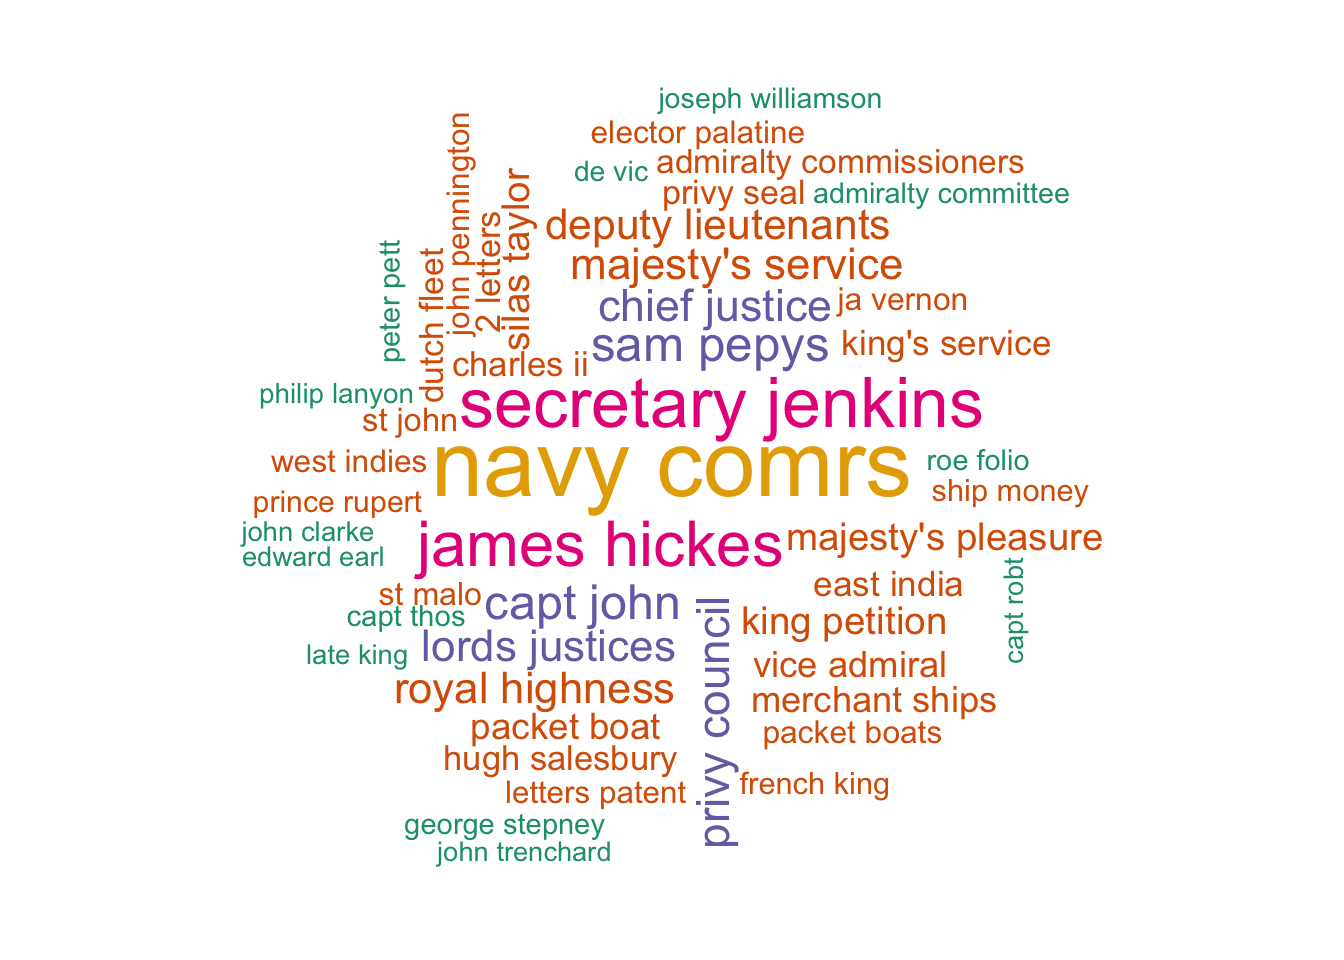 joseph williamson
elector palatine
de vic
admiralty commissioners
privy seal
admiralty committee
deputy lieutenants
majesty's service
chief justice
ja vernon
sam pepys
king's service
john pennington
2 letters
silas taylor
peter pett
dutch fleet
charles ii
philip lanyon
st john
secretary jenkins
west indies
navy comrs
roe folio
ship money
prince rupert
john clarke
edward earl
james hickes
majesty's pleasure
st malo
capt thos
capt john
east india
capt robt
king petition
late king
lords justices
privy council
vice admiral
royal highness
merchant ships
packet boat
packet boats
hugh salesbury
letters patent
french king
george stepney
john trenchard